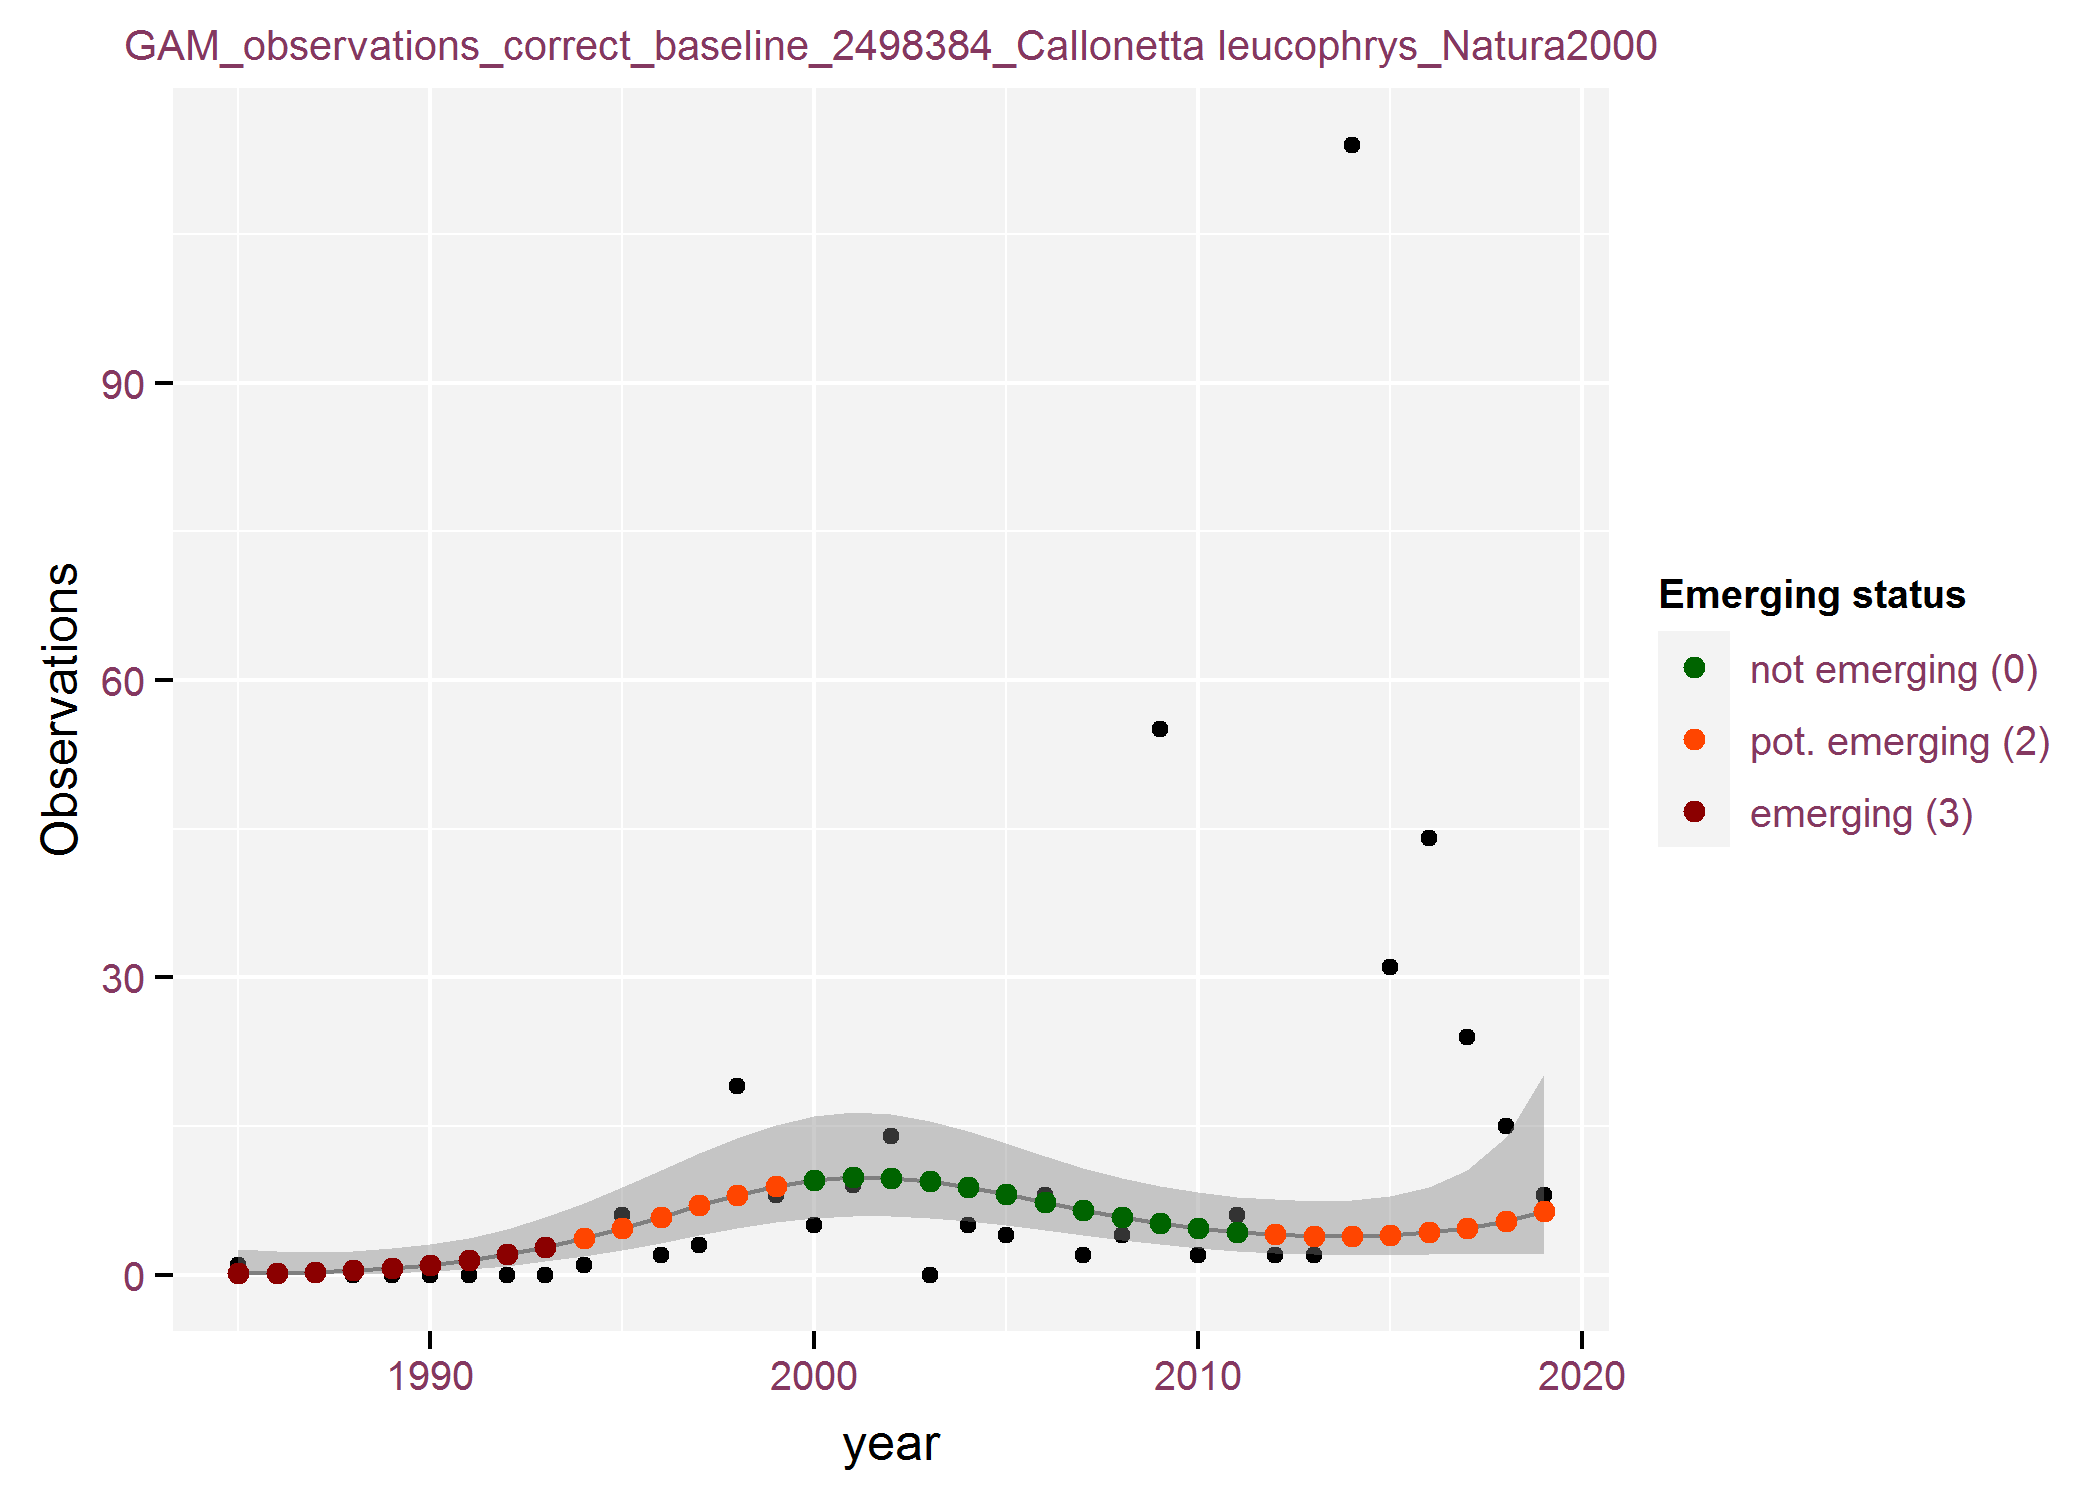 GAM_observations_correct_baseline_2498384_Callonetta leucophrys_Natura2000
Observations
90
60
30
0
1990
2000
2010
2020
year
Emerging status
not emerging (0)
pot. emerging (2)
emerging (3)